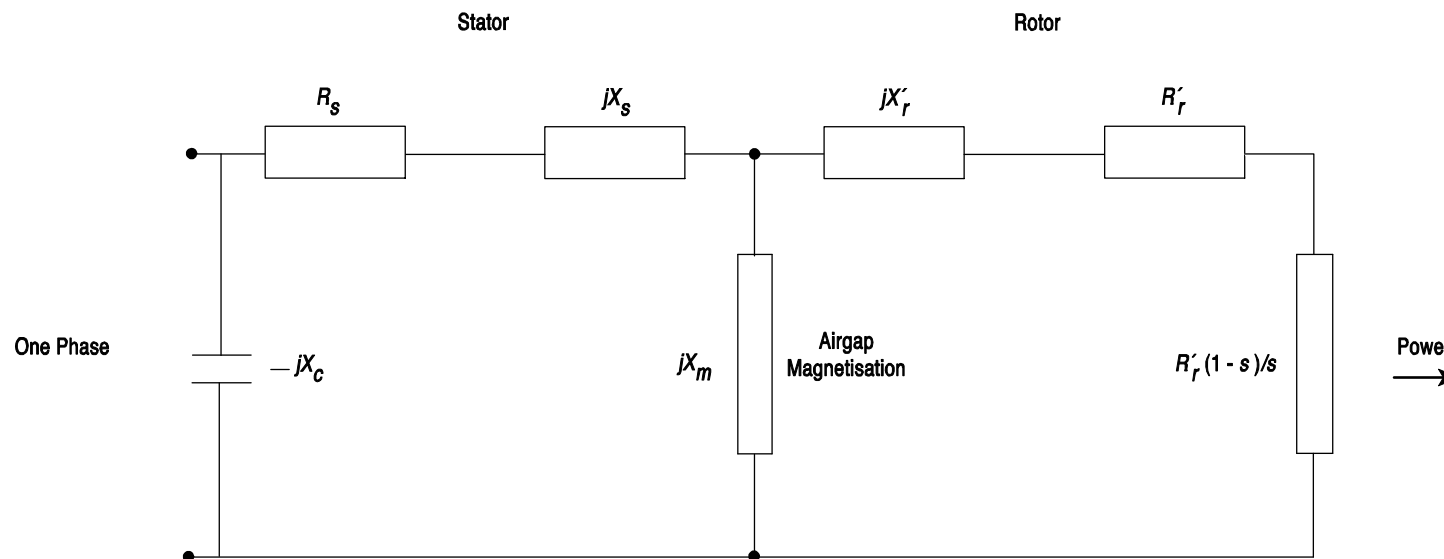 Stator
Rotor
R_s
jX_s
jX′_r
R′_r
One Phase
— jX_c
jX_m
Airgap
Magnetisation
R′_r (1 - s)/s
Powe